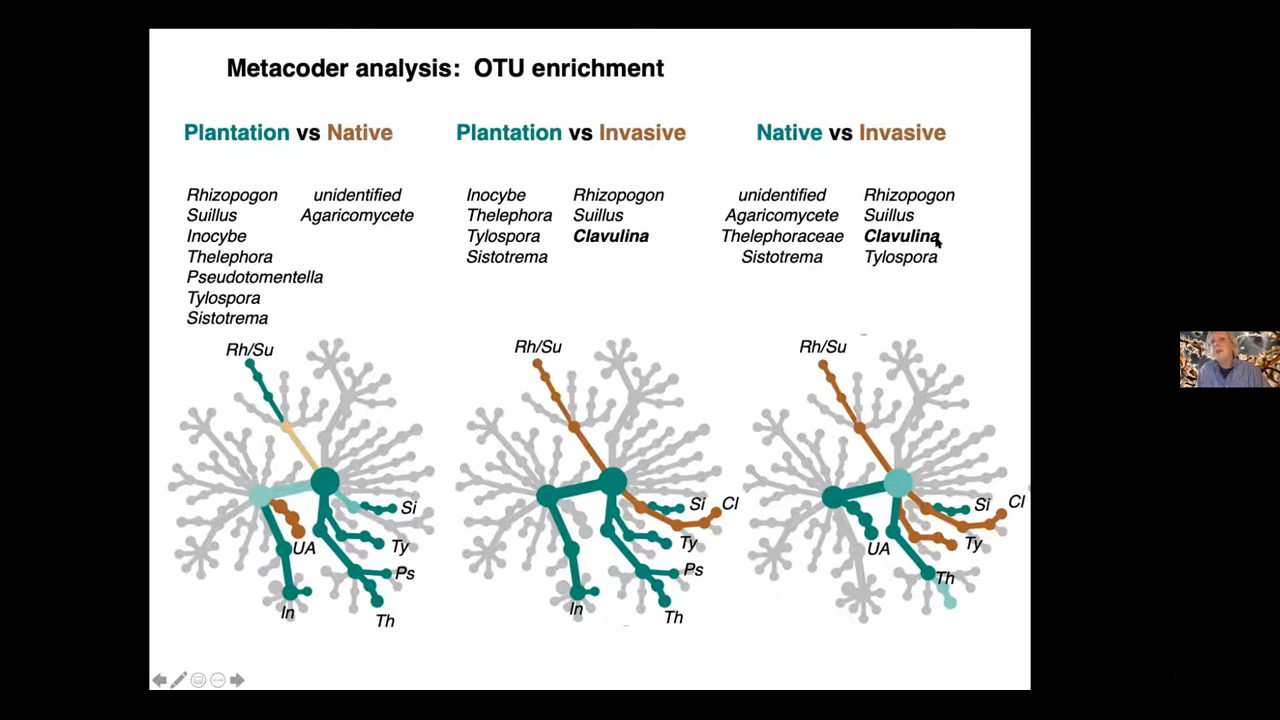 Metacoder analysis: OTU enrichment
Plantation vs Native
Rhizopogon unidentified
Suillus Agaricomycete
Inocybe
Thelephora
Pseudotomentella
Tylospora
Sistotrema
Plantation vs Invasive
Inocybe Rhizopogon
Thelephora Suillus
Tylospora Clavulina
Sistotrema
Native vs Invasive
unidentified Rhizopogon
Agaricomycete Suillus
Thelephoraceae Clavulina
Sistotrema Tylospora
Rh/Su
Si
UA
Ty
Ps
In
Th
Rh/Su
Si
Cl
Ty
Ps
In
Th
Rh/Su
Si
Cl
UA
Ty
Th